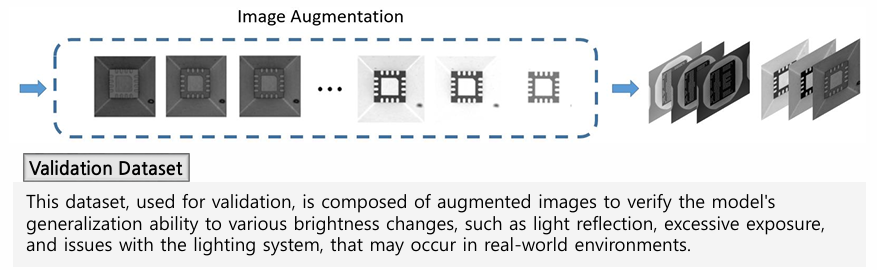 Image Augmentation
...
Validation Dataset
This dataset, used for validation, is composed of augmented images to verify the model's
generalization ability to various brightness changes, such as light reflection, excessive exposure,
and issues with the lighting system, that may occur in real-world environments.